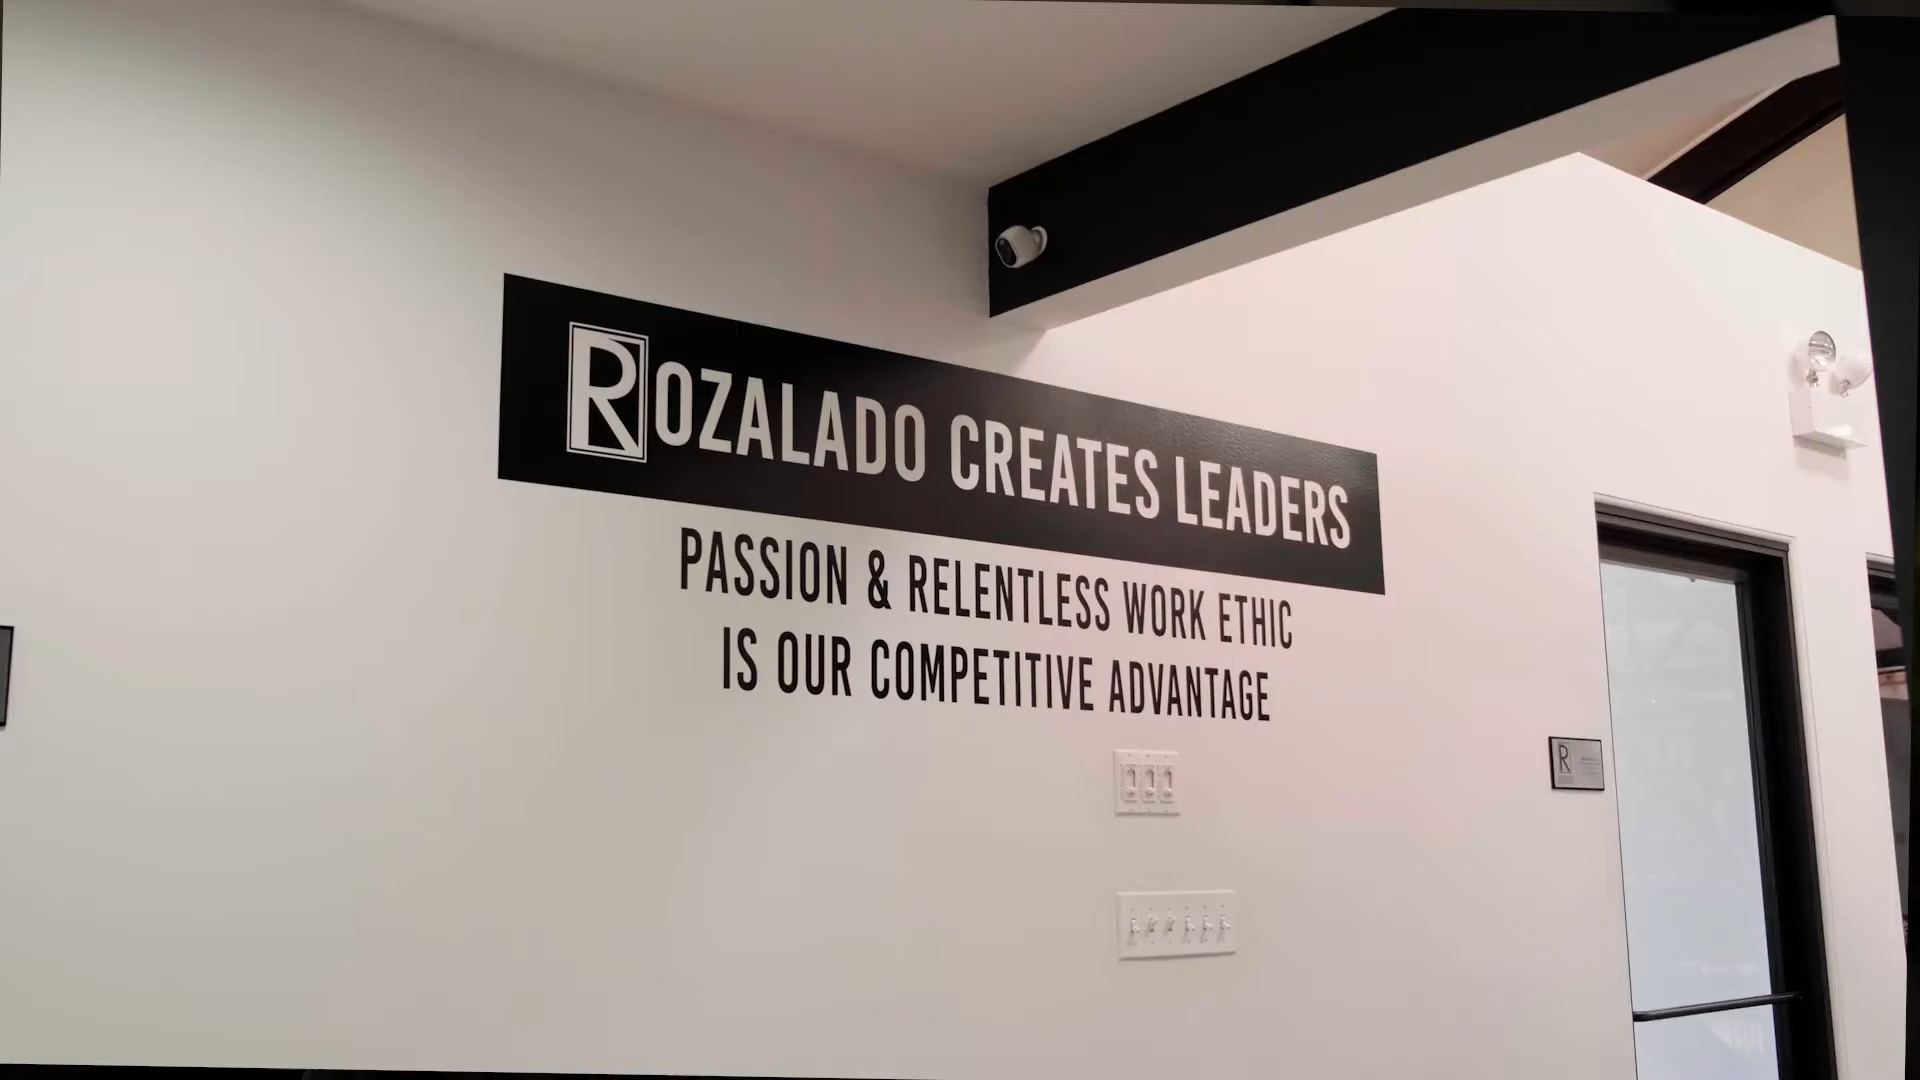 ROZALADO CREATES LEADERS
PASSION & RELENTLESS WORK ETHIC
IS OUR COMPETITIVE ADVANTAGE
R